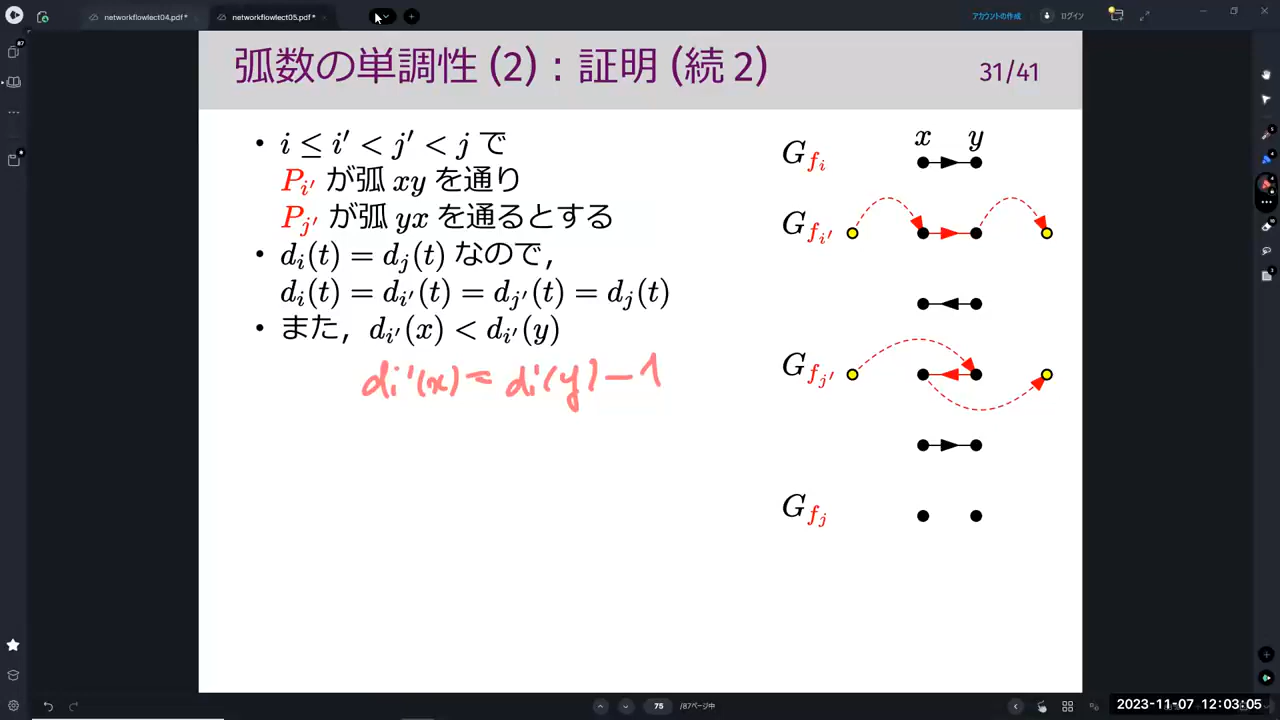 networkflowlect04.pdf* networkflowlect05.pdf* アカウントの作成 ログイン
弧数の単調性 (2)：証明 (続 2) 31/41
• i ≤ i′ < j′ < j で
P_{i′} が弧 xy を通り
P_{j′} が弧 yx を通るとする
• d_i(t) = d_j(t) なので，
d_i(t) = d_{i′}(t) = d_{j′}(t) = d_j(t)
• また，d_{i′}(x) < d_{i′}(y)
di'(x) = di'(y) − 1
x y
G_{f_i}
G_{f_{i′}}
G_{f_{j′}}
G_{f_j}
75 /87ページ中
2023-11-07 12:03:05